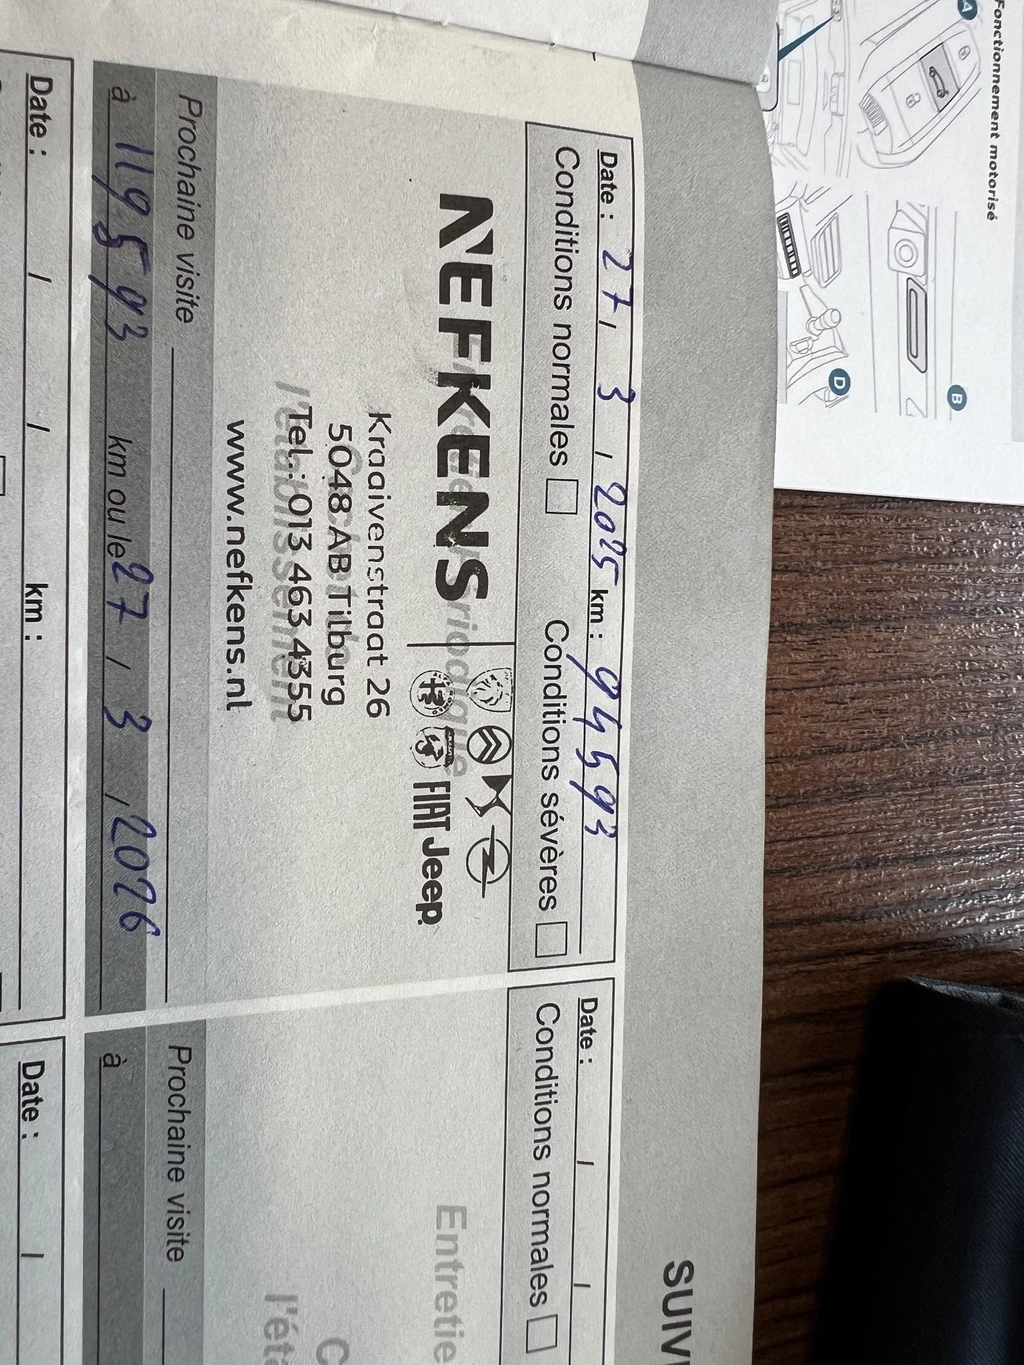 Fonctionnement motorisé
A
B
D
SUIV
Date : 27 / 3 / 2025 km : 94593
Conditions normales Conditions sévères
NEFKENS
FIAT Jeep
Kraaivenstraat 26
5048 AB Tilburg
Tel.: 013 463 4355
l'établissement
www.nefkens.nl
Prochaine visite
à 119593 km ou le 27 / 3 / 2026
Date : / / km :
Date : / /
Conditions normales
Entretie
C
l'éta
Prochaine visite
à
Date : /